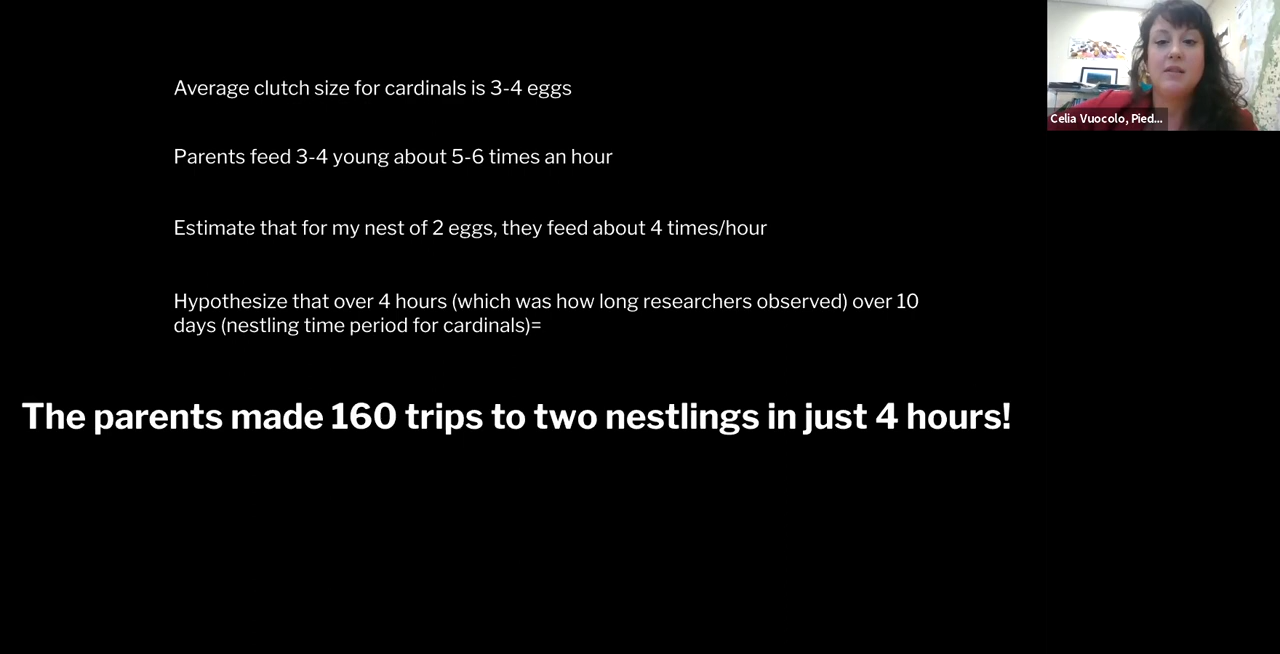 Average clutch size for cardinals is 3-4 eggs
Parents feed 3-4 young about 5-6 times an hour
Estimate that for my nest of 2 eggs, they feed about 4 times/hour
Hypothesize that over 4 hours (which was how long researchers observed) over 10
days (nestling time period for cardinals)=
The parents made 160 trips to two nestlings in just 4 hours!
Celia Vuocolo, Pied...